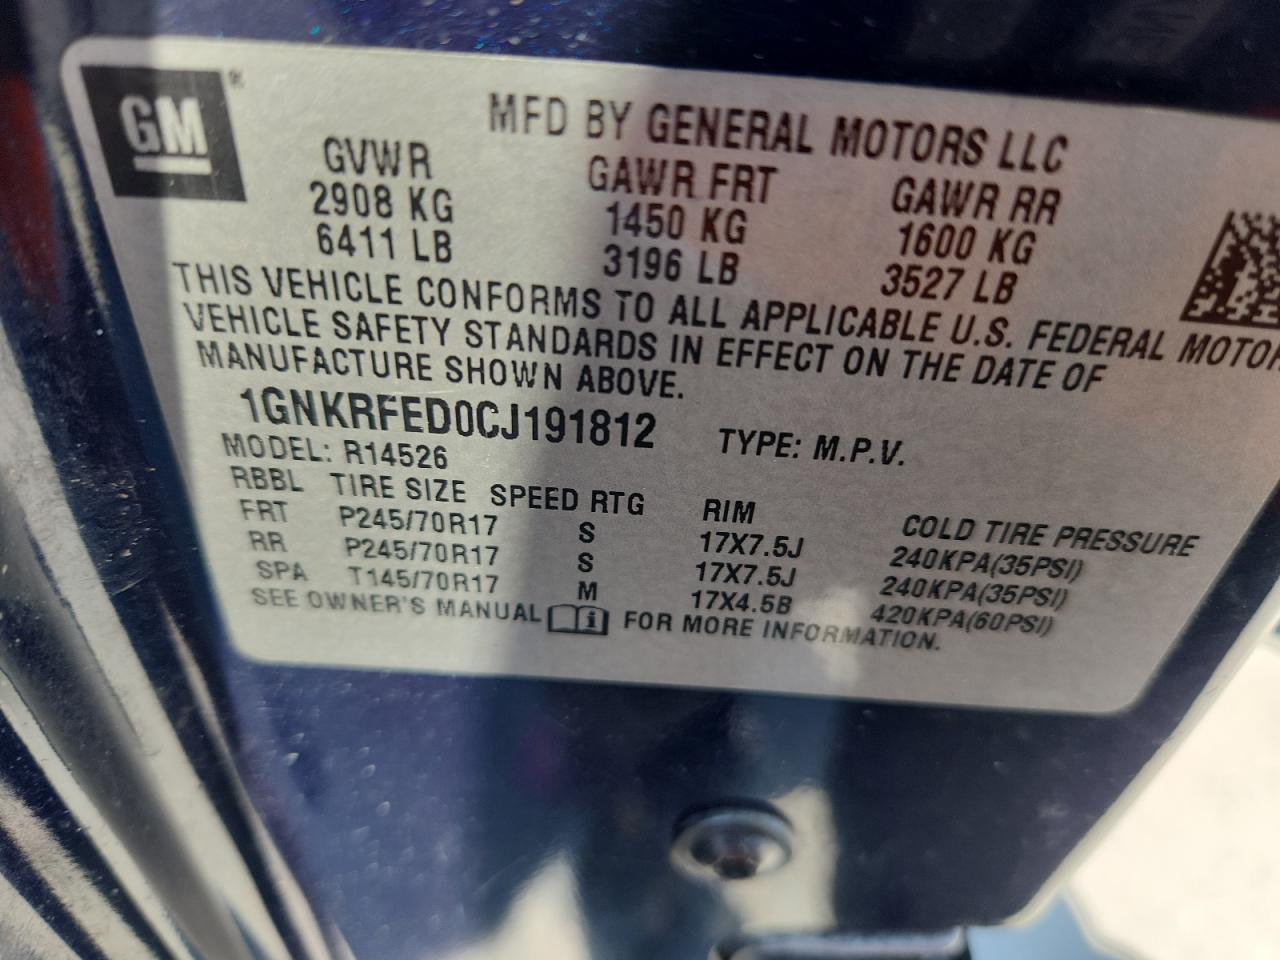 GM
MFD BY GENERAL MOTORS LLC
GVWR GAWR FRT GAWR RR
2908 KG 1450 KG 1600 KG
6411 LB 3196 LB 3527 LB
THIS VEHICLE CONFORMS TO ALL APPLICABLE U.S. FEDERAL MOTOR
VEHICLE SAFETY STANDARDS IN EFFECT ON THE DATE OF
MANUFACTURE SHOWN ABOVE.
1GNKRFED0CJ191812 TYPE: M.P.V.
MODEL: R14526
RBBL TIRE SIZE SPEED RTG RIM COLD TIRE PRESSURE
FRT P245/70R17 S 17X7.5J 240KPA(35PSI)
RR P245/70R17 S 17X7.5J 240KPA(35PSI)
SPA T145/70R17 M 17X4.5B 420KPA(60PSI)
SEE OWNER'S MANUAL FOR MORE INFORMATION.